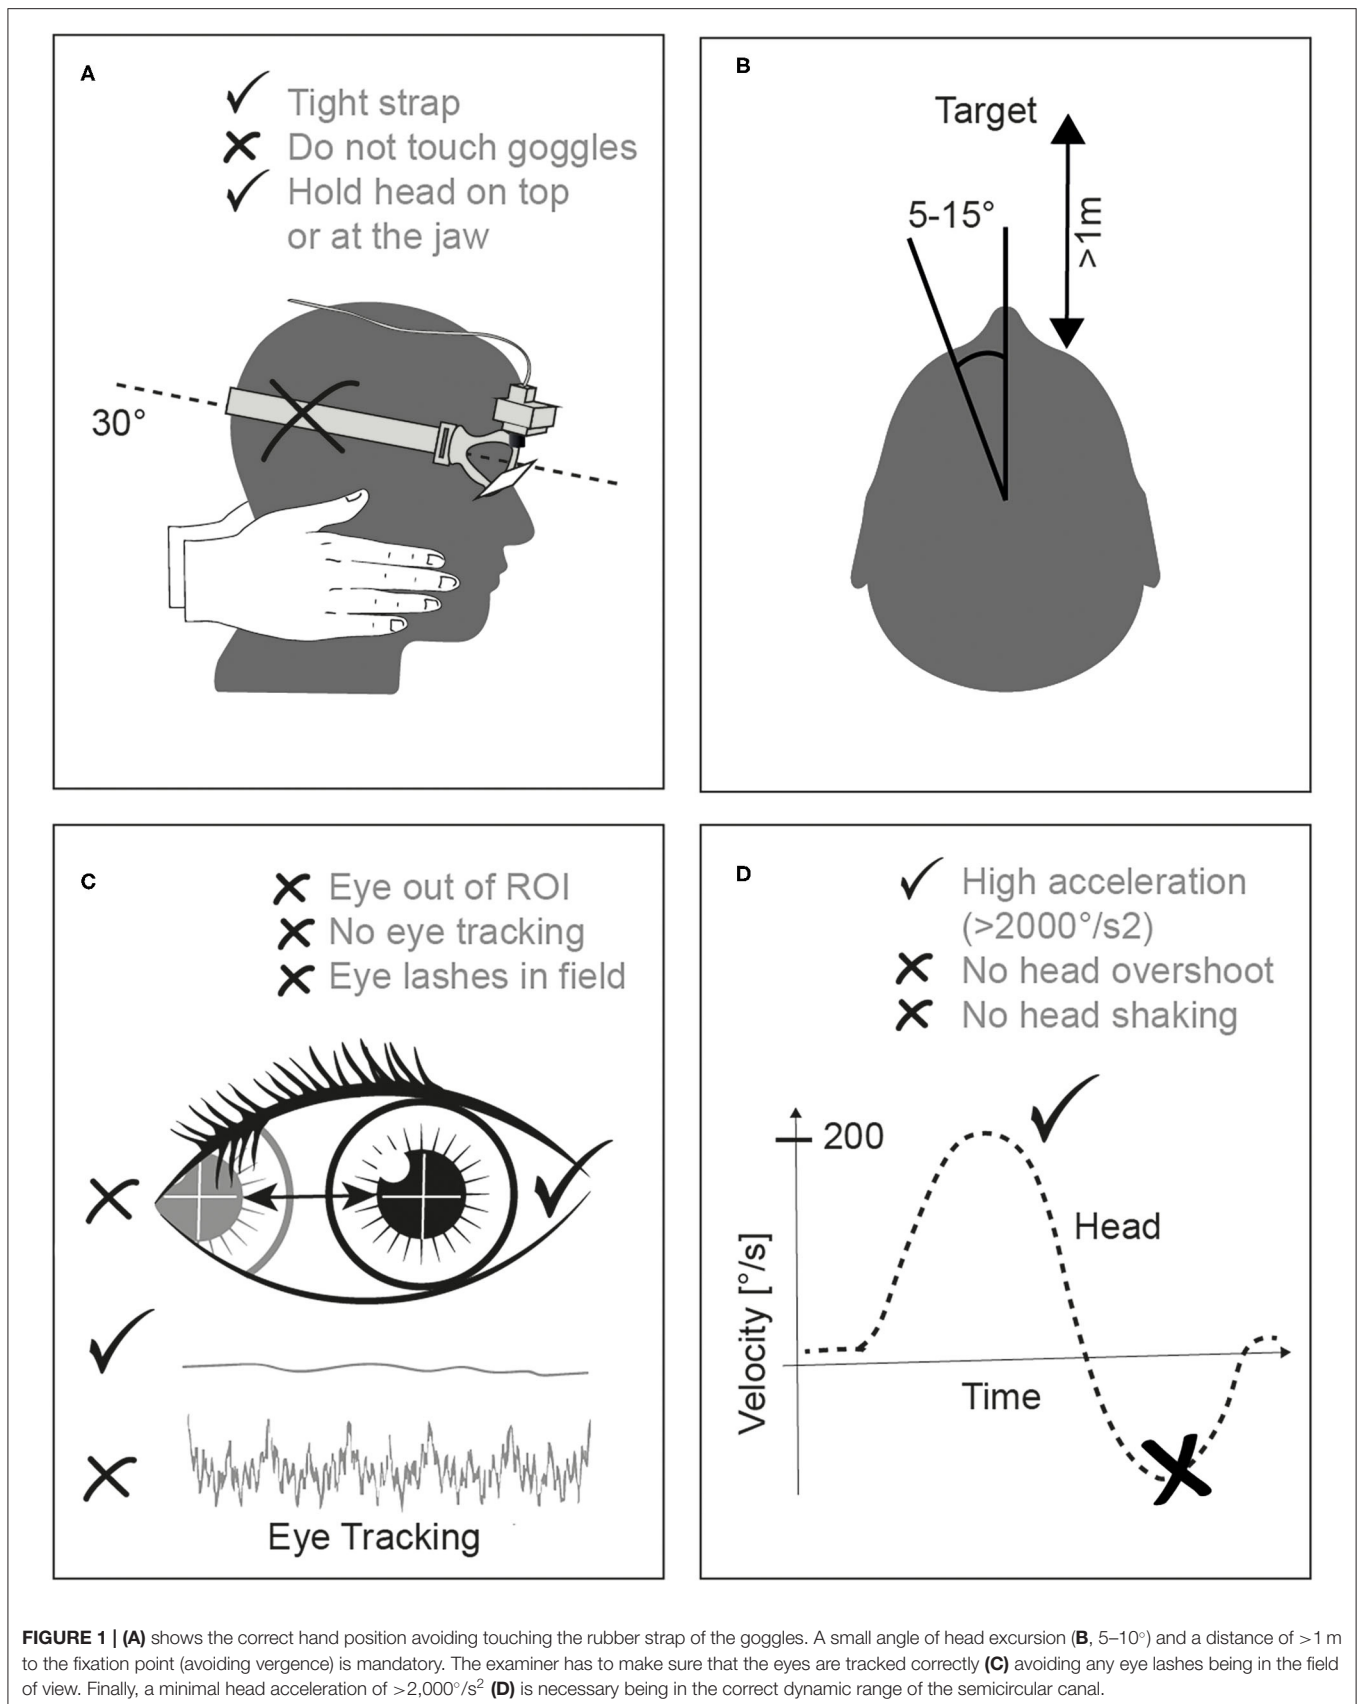 A
Tight strap
Do not touch goggles
Hold head on top
or at the jaw
30°
B
Target
5-15°
>1m
C
Eye out of ROI
No eye tracking
Eye lashes in field
Eye Tracking
D
High acceleration
(>2000°/s2)
No head overshoot
No head shaking
200
Head
Velocity [°/s]
Time
FIGURE 1 | (A) shows the correct hand position avoiding touching the rubber strap of the goggles. A small angle of head excursion (B, 5–10°) and a distance of >1 m
to the fixation point (avoiding vergence) is mandatory. The examiner has to make sure that the eyes are tracked correctly (C) avoiding any eye lashes being in the field
of view. Finally, a minimal head acceleration of >2,000°/s² (D) is necessary being in the correct dynamic range of the semicircular canal.